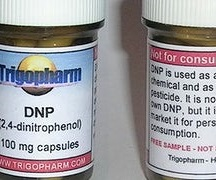 Trigopharm
DNP
(2,4-dinitrophenol)
100 mg capsules
WWW.TRIGOPHARM
Not for consu
DNP is used as a
chemical and as
pesticide. It is no
own DNP, but it i
market it for pers
consumption.
FREE SAMPLE - NOT
Trigopharm - H